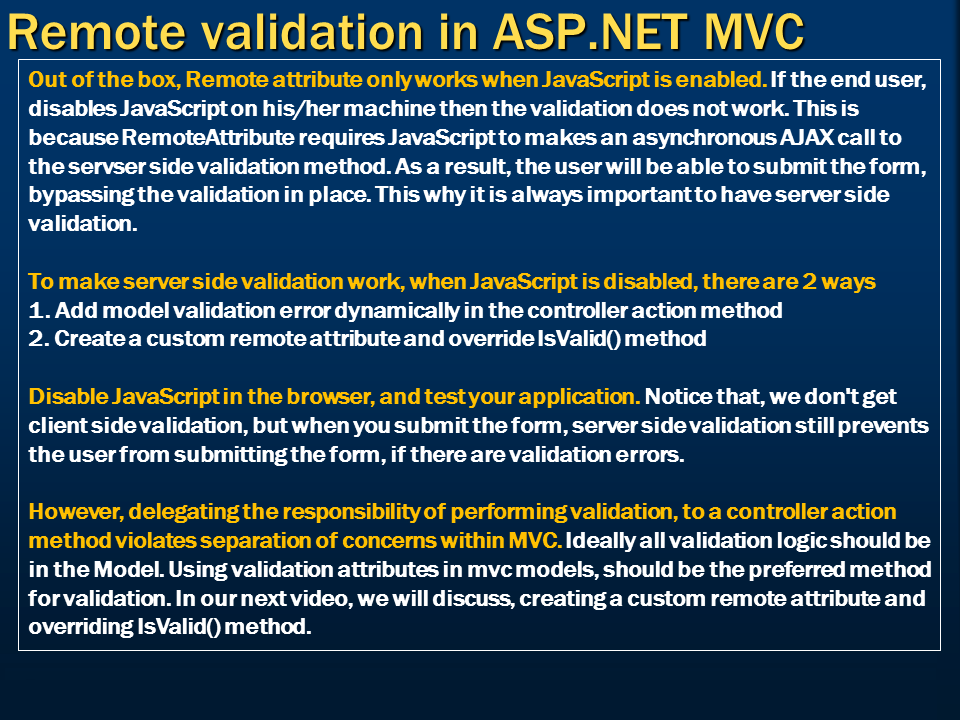 Remote validation in ASP.NET MVC
Out of the box, Remote attribute only works when JavaScript is enabled. If the end user,
disables JavaScript on his/her machine then the validation does not work. This is
because RemoteAttribute requires JavaScript to makes an asynchronous AJAX call to
the servser side validation method. As a result, the user will be able to submit the form,
bypassing the validation in place. This why it is always important to have server side
validation.
To make server side validation work, when JavaScript is disabled, there are 2 ways
1. Add model validation error dynamically in the controller action method
2. Create a custom remote attribute and override IsValid() method
Disable JavaScript in the browser, and test your application. Notice that, we don't get
client side validation, but when you submit the form, server side validation still prevents
the user from submitting the form, if there are validation errors.
However, delegating the responsibility of performing validation, to a controller action
method violates separation of concerns within MVC. Ideally all validation logic should be
in the Model. Using validation attributes in mvc models, should be the preferred method
for validation. In our next video, we will discuss, creating a custom remote attribute and
overriding IsValid() method.